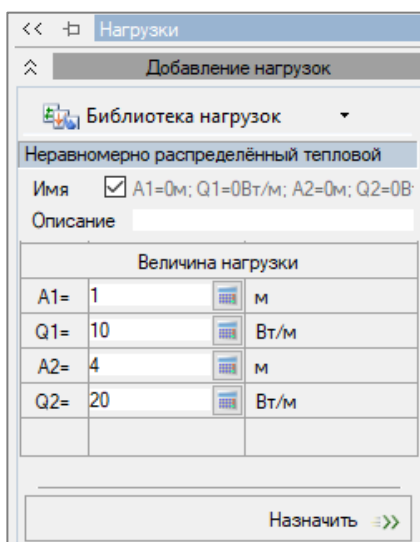 << Нагрузки
Добавление нагрузок
Библиотека нагрузок
Неравномерно распределённый тепловой
Имя A1=0м; Q1=0Вт/м; A2=0м; Q2=0В
Описание
Величина нагрузки
A1= 1 м
Q1= 10 Вт/м
A2= 4 м
Q2= 20 Вт/м
Назначить